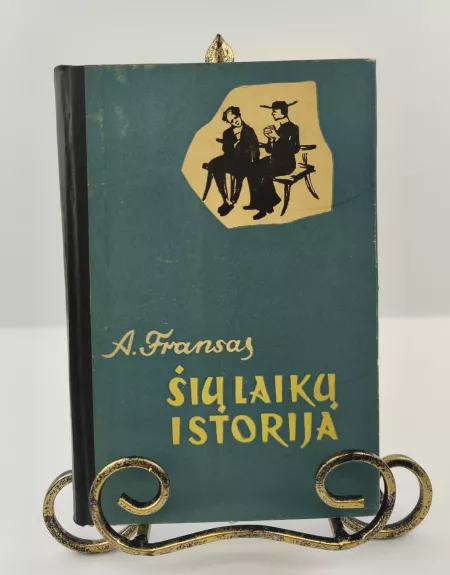 A. Fransas
ŠIŲ LAIKŲ
ISTORIJA